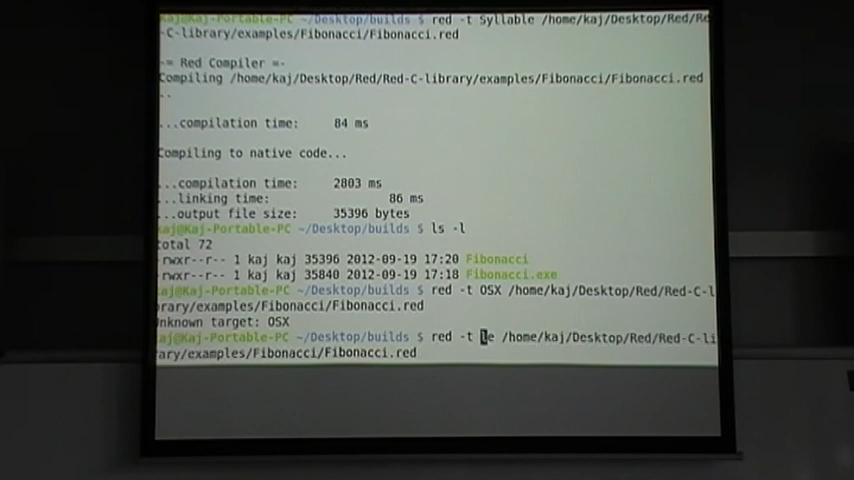 kaj@Kaj-Portable-PC ~/Desktop/builds $ red -t Syllable /home/kaj/Desktop/Red/Re
-C-library/examples/Fibonacci/Fibonacci.red
-= Red Compiler =-
Compiling /home/kaj/Desktop/Red/Red-C-library/examples/Fibonacci/Fibonacci.red
..
...compilation time: 84 ms
Compiling to native code...
...compilation time: 2803 ms
...linking time: 86 ms
...output file size: 35396 bytes
kaj@Kaj-Portable-PC ~/Desktop/builds $ ls -l
total 72
-rwxr--r-- 1 kaj kaj 35396 2012-09-19 17:20 Fibonacci
-rwxr--r-- 1 kaj kaj 35840 2012-09-19 17:18 Fibonacci.exe
kaj@Kaj-Portable-PC ~/Desktop/builds $ red -t OSX /home/kaj/Desktop/Red/Red-C-l
brary/examples/Fibonacci/Fibonacci.red
Unknown target: OSX
kaj@Kaj-Portable-PC ~/Desktop/builds $ red -t le /home/kaj/Desktop/Red/Red-C-li
rary/examples/Fibonacci/Fibonacci.red